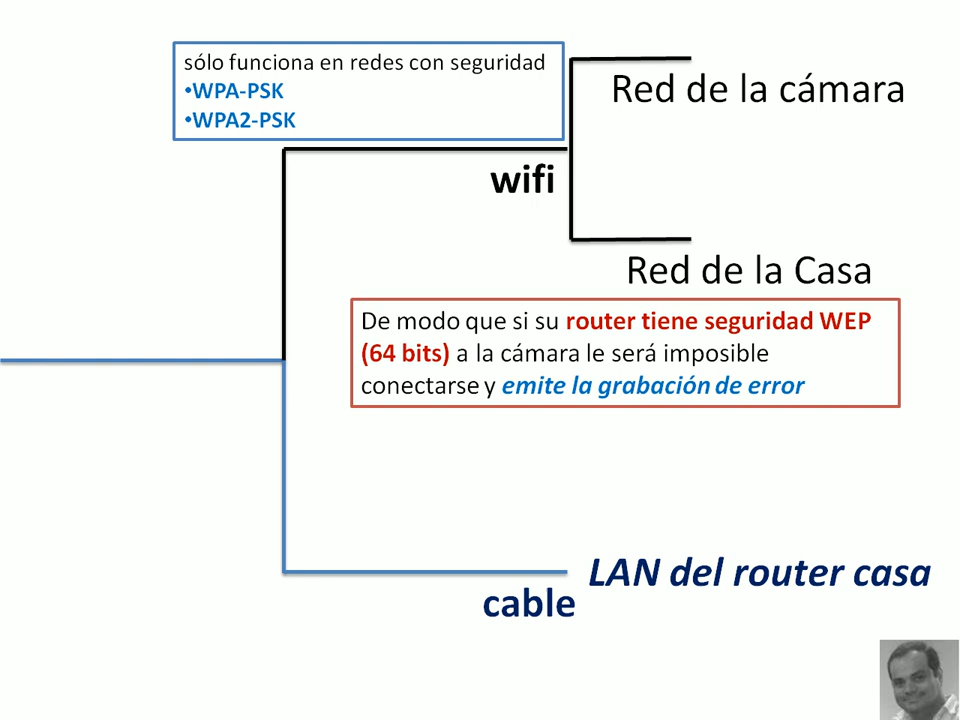 sólo funciona en redes con seguridad
•WPA-PSK
•WPA2-PSK
Red de la cámara
wifi
Red de la Casa
De modo que si su router tiene seguridad WEP
(64 bits) a la cámara le será imposible
conectarse y emite la grabación de error
LAN del router casa
cable